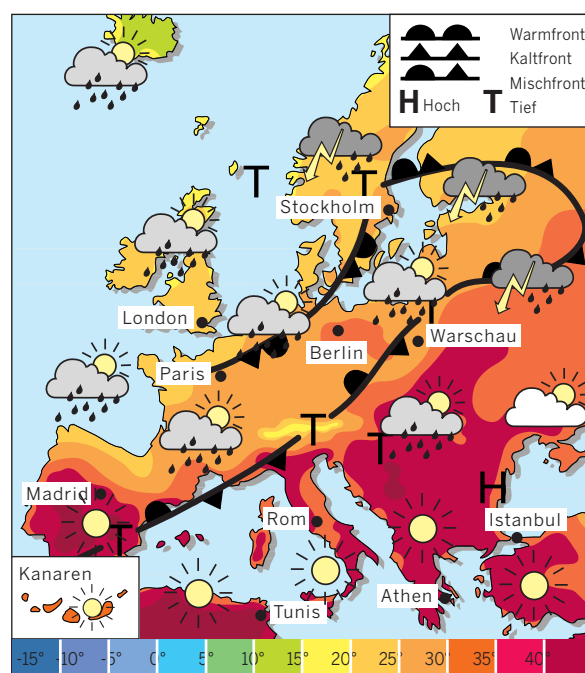 Warmfront
Kaltfront
Mischfront
H Hoch T Tief
T
T
Stockholm
London
T
Berlin
Warschau
Paris
T
T
Madrid
H
Rom
Istanbul
T
Kanaren
Athen
Tunis
-15° -10° -5° 0° 5° 10° 15° 20° 25° 30° 35° 40°